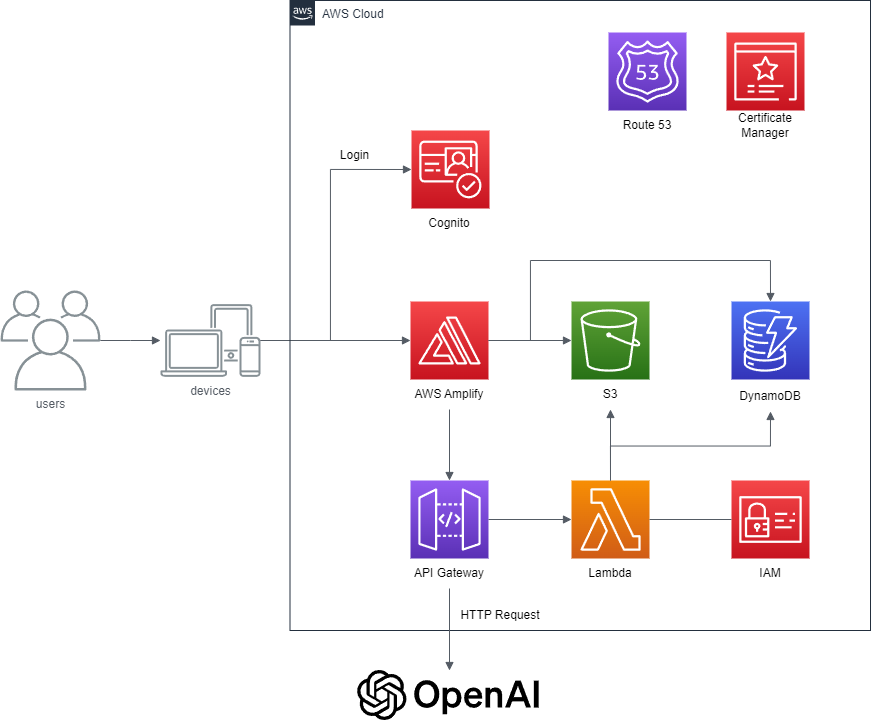 aws AWS Cloud
53
Route 53
Certificate
Manager
Login
Cognito
users
devices
AWS Amplify
S3
DynamoDB
</>
API Gateway
Lambda
IAM
HTTP Request
OpenAI